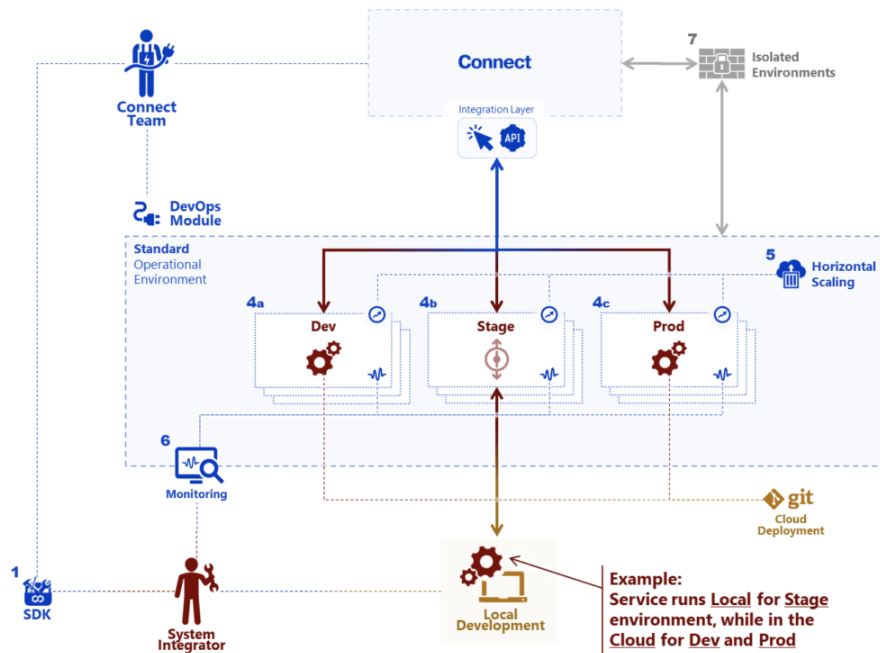 7
Isolated
Environments
Connect
Connect
Team
Integration Layer
API
DevOps
Module
Standard
Operational
Environment
5
Horizontal
Scaling
4a
Dev
4b
Stage
4c
Prod
6
Monitoring
git
Cloud
Deployment
1
SDK
System
Integrator
Local
Development
Example:
Service runs Local for Stage
environment, while in the
Cloud for Dev and Prod